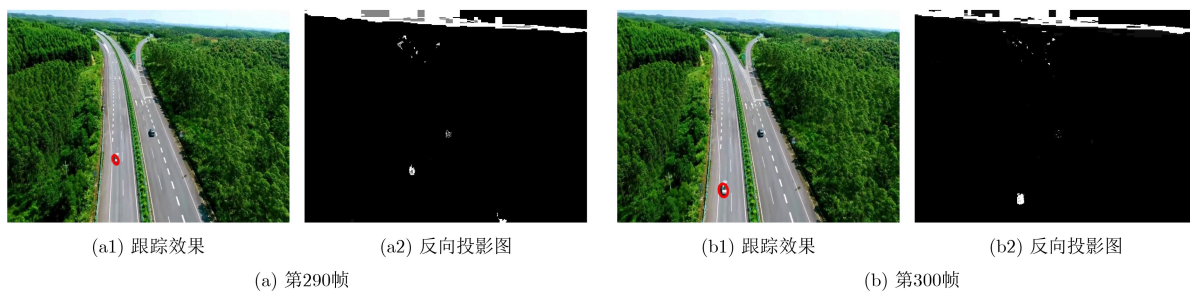 (a1) 跟踪效果
(a2) 反向投影图
(b1) 跟踪效果
(b2) 反向投影图
(a) 第290帧
(b) 第300帧